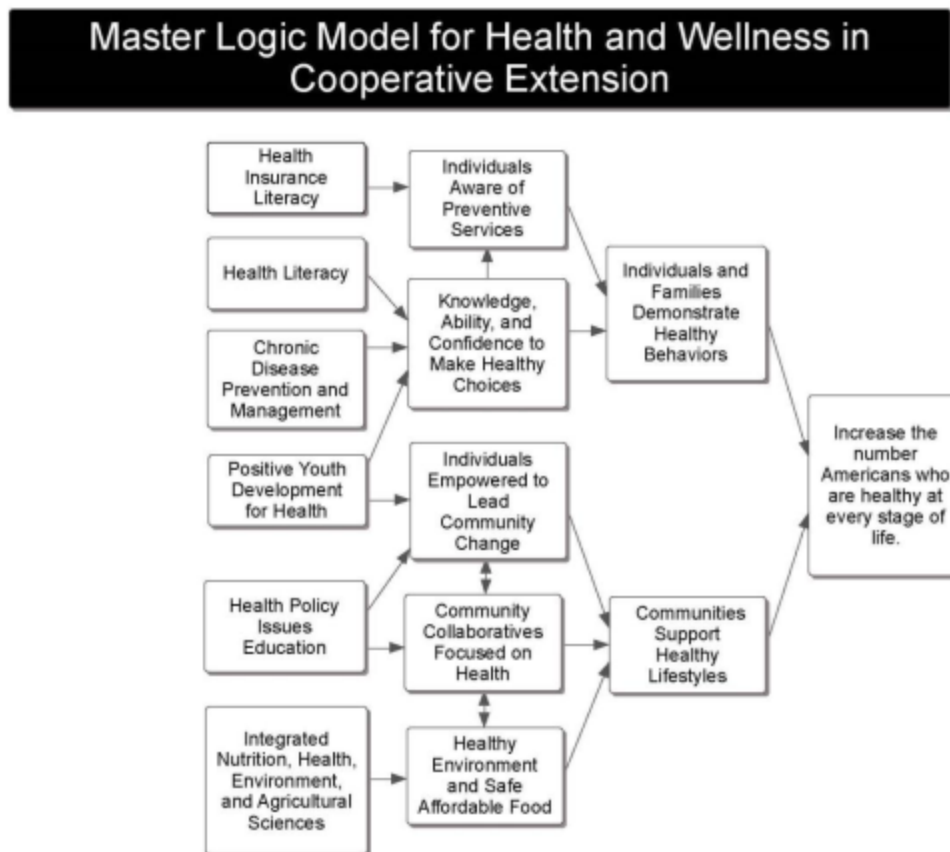 Master Logic Model for Health and Wellness in
Cooperative Extension
Health
Insurance
Literacy
Individuals
Aware of
Preventive
Services
Health Literacy
Knowledge,
Ability, and
Confidence to
Make Healthy
Choices
Individuals and
Families
Demonstrate
Healthy
Behaviors
Chronic
Disease
Prevention and
Management
Increase the
number
Americans who
are healthy at
every stage of
life.
Positive Youth
Development
for Health
Individuals
Empowered to
Lead
Community
Change
Health Policy
Issues
Education
Community
Collaboratives
Focused on
Health
Communities
Support
Healthy
Lifestyles
Integrated
Nutrition, Health,
Environment,
and Agricultural
Sciences
Healthy
Environment
and Safe
Affordable Food